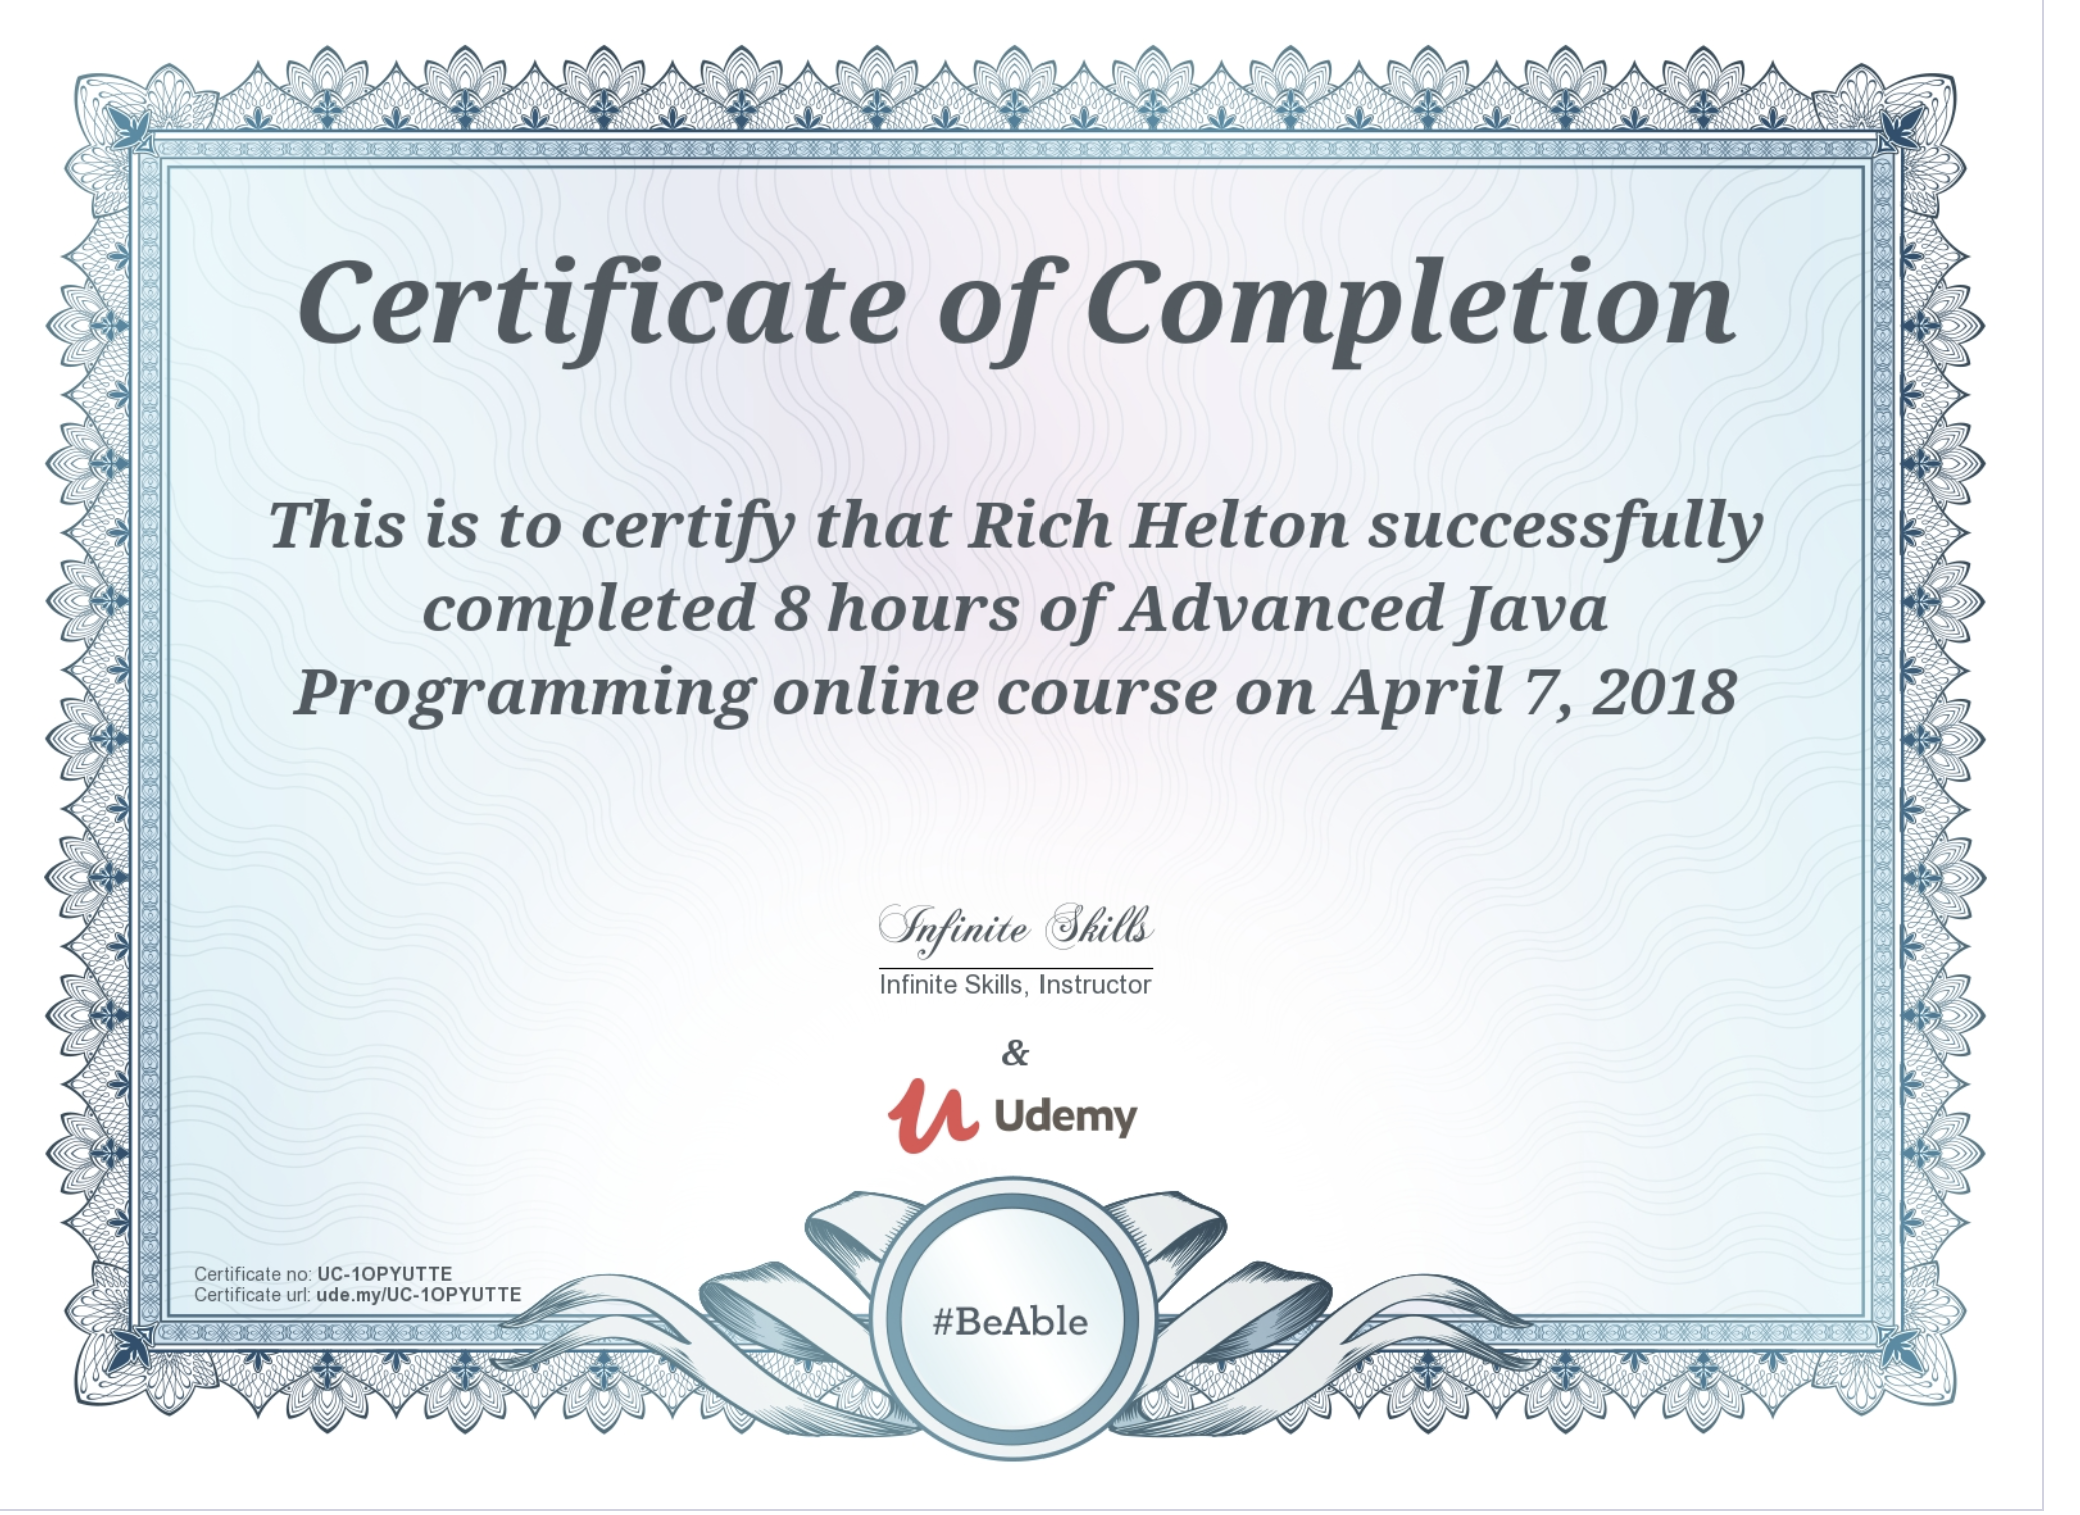 Certificate of Completion
This is to certify that Rich Helton successfully
completed 8 hours of Advanced Java
Programming online course on April 7, 2018
Infinite Skills
Infinite Skills, Instructor
&
Udemy
Certificate no: UC-1OPYUTTE
Certificate url: ude.my/UC-1OPYUTTE
#BeAble